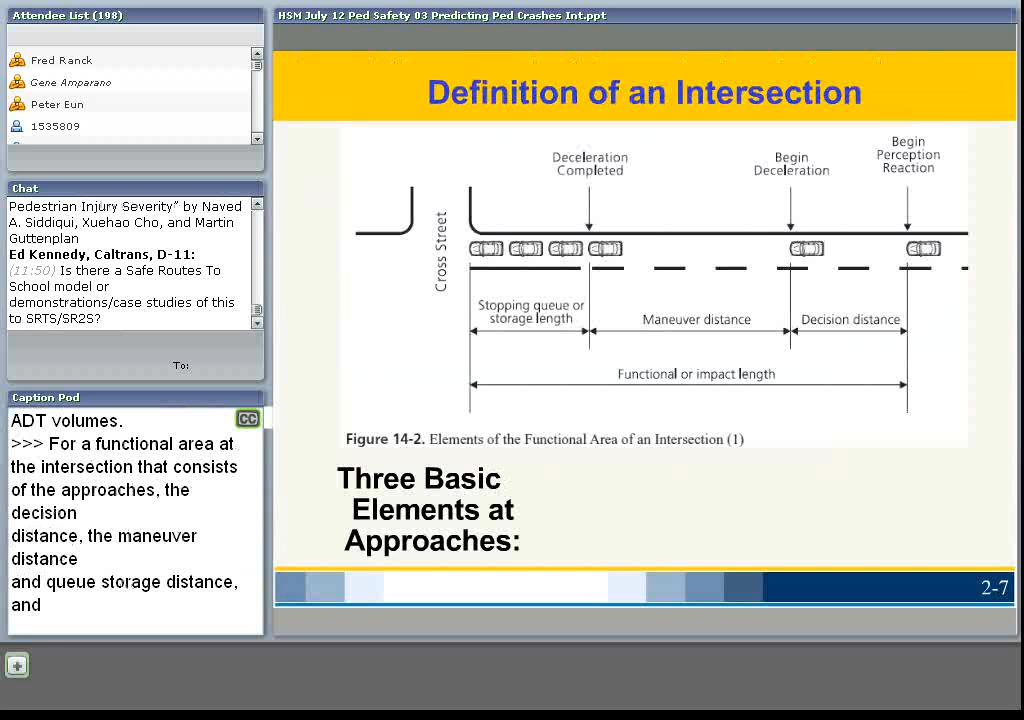 Attendee List (198)
Fred Ranck
Gene Amparano
Peter Eun
1535809
Chat
Pedestrian Injury Severity" by Naved
A. Siddiqui, Xuehao Cho, and Martin
Guttenplan
Ed Kennedy, Caltrans, D-11:
(11:50) Is there a Safe Routes To
School model or
demonstrations/case studies of this
to SRTS/SR2S?
To:
Caption Pod
CC
ADT volumes.
>>> For a functional area at
the intersection that consists
of the approaches, the
decision
distance, the maneuver
distance
and queue storage distance,
and
HSM July 12 Ped Safety 03 Predicting Ped Crashes Int.ppt
Definition of an Intersection
Deceleration
Completed
Begin
Deceleration
Begin
Perception
Reaction
Cross Street
Stopping queue or
storage length
Maneuver distance
Decision distance
Functional or impact length
Figure 14-2. Elements of the Functional Area of an Intersection (1)
Three Basic
Elements at
Approaches:
2-7